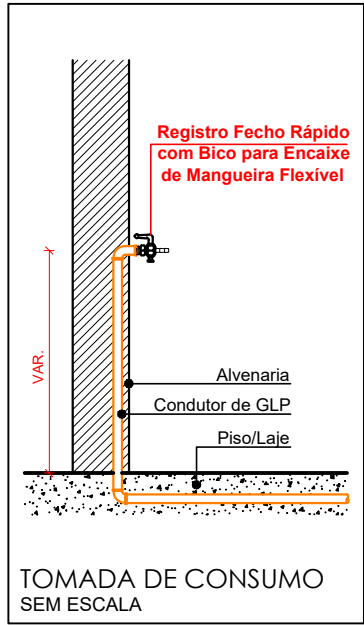 Registro Fecho Rápido
com Bico para Encaixe
de Mangueira Flexível
VAR.
Alvenaria
Condutor de GLP
Piso/Laje
TOMADA DE CONSUMO
SEM ESCALA